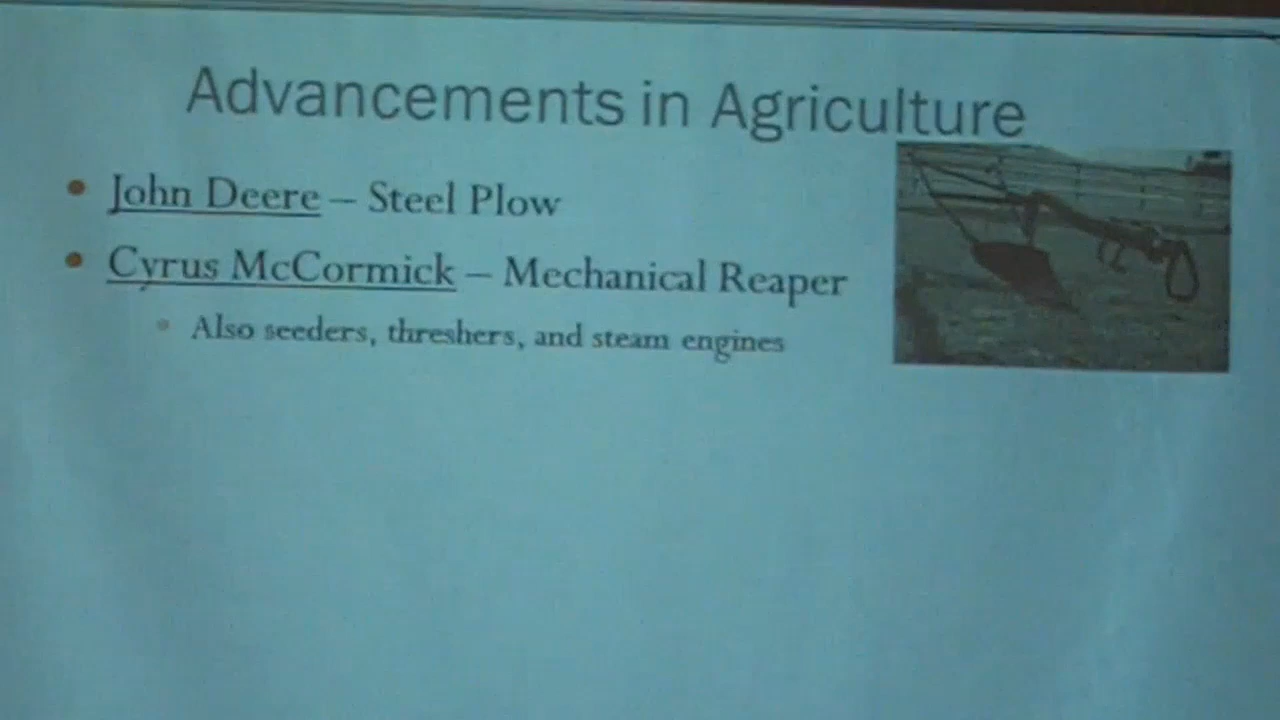 Advancements in Agriculture
• John Deere – Steel Plow
• Cyrus McCormick – Mechanical Reaper
• Also seeders, threshers, and steam engines